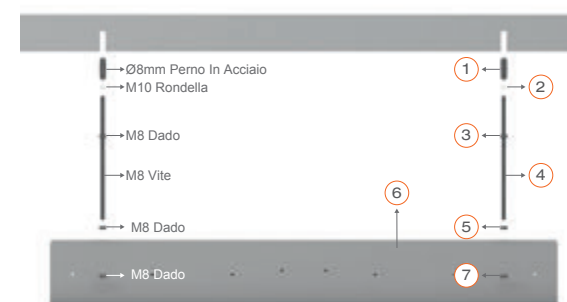 Ø8mm Perno In Acciaio
1
M10 Rondella
2
M8 Dado
3
M8 Vite
4
6
M8 Dado
5
M8 Dado
7